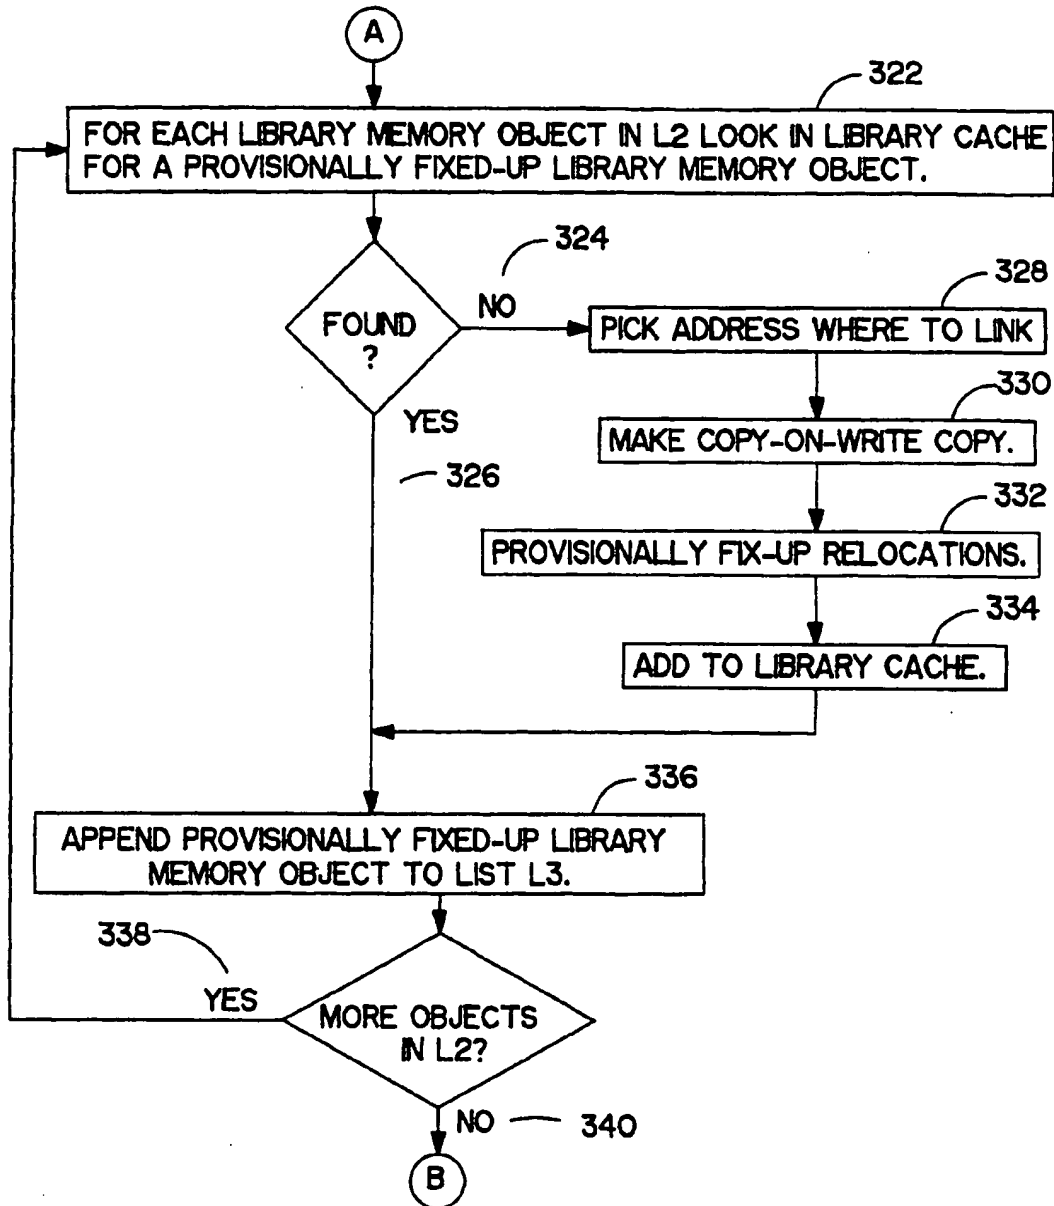 A
322
FOR EACH LIBRARY MEMORY OBJECT IN L2 LOOK IN LIBRARY CACHE
FOR A PROVISIONALLY FIXED-UP LIBRARY MEMORY OBJECT.
324
328
FOUND
?
NO
PICK ADDRESS WHERE TO LINK
330
YES
MAKE COPY-ON-WRITE COPY.
326
332
PROVISIONALLY FIX-UP RELOCATIONS.
334
ADD TO LIBRARY CACHE.
336
APPEND PROVISIONALLY FIXED-UP LIBRARY
MEMORY OBJECT TO LIST L3.
338
YES
MORE OBJECTS
IN L2?
NO
340
B